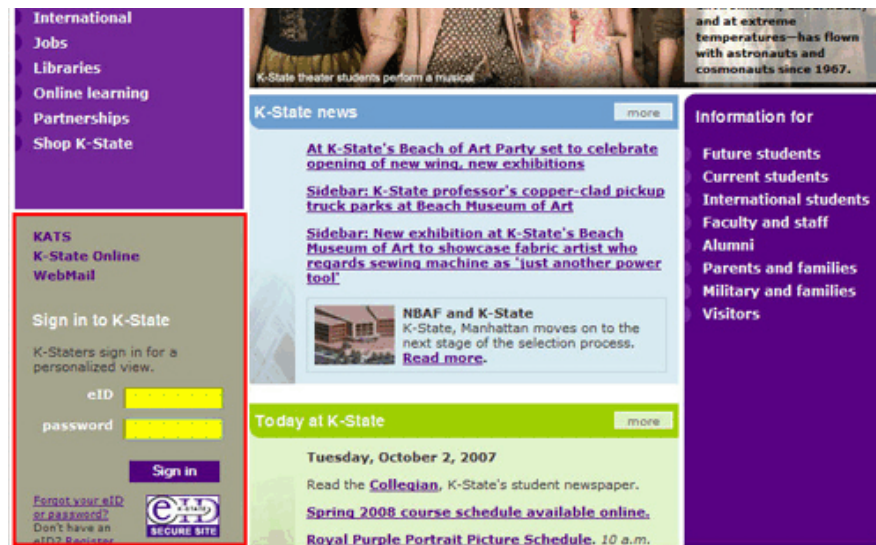 International
Jobs
Libraries
Online learning
Partnerships
Shop K-State
KATS
K-State Online
WebMail
Sign in to K-State
K-Staters sign in for a
personalized view.
eID
password
Sign in
Forgot your eID
or password?
Don't have an
eID? Register
eID
K-STATE
SECURE SITE
K-State theater students perform a musical
K-State news
more
At K-State's Beach of Art Party set to celebrate
opening of new wing, new exhibitions
Sidebar: K-State professor's copper-clad pickup
truck parks at Beach Museum of Art
Sidebar: New exhibition at K-State's Beach
Museum of Art to showcase fabric artist who
regards sewing machine as 'just another power
tool'
NBAF and K-State
K-State, Manhattan moves on to the
next stage of the selection process.
Read more.
Today at K-State
more
Tuesday, October 2, 2007
Read the Collegian, K-State's student newspaper.
Spring 2008 course schedule available online.
Royal Purple Portrait Picture Schedule. 10 a.m.
and at extreme
temperatures—has flown
with astronauts and
cosmonauts since 1967.
Information for
Future students
Current students
International students
Faculty and staff
Alumni
Parents and families
Military and families
Visitors